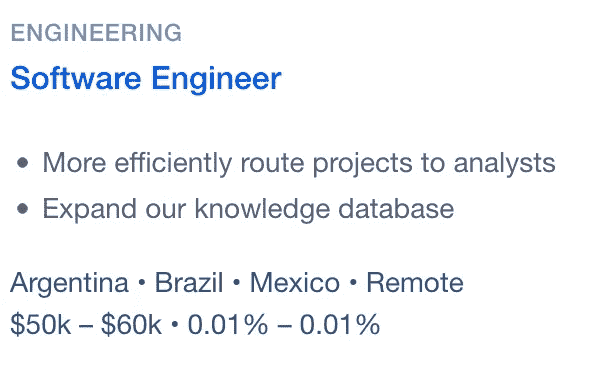 ENGINEERING
Software Engineer
• More efficiently route projects to analysts
• Expand our knowledge database
Argentina • Brazil • Mexico • Remote
$50k – $60k • 0.01% – 0.01%